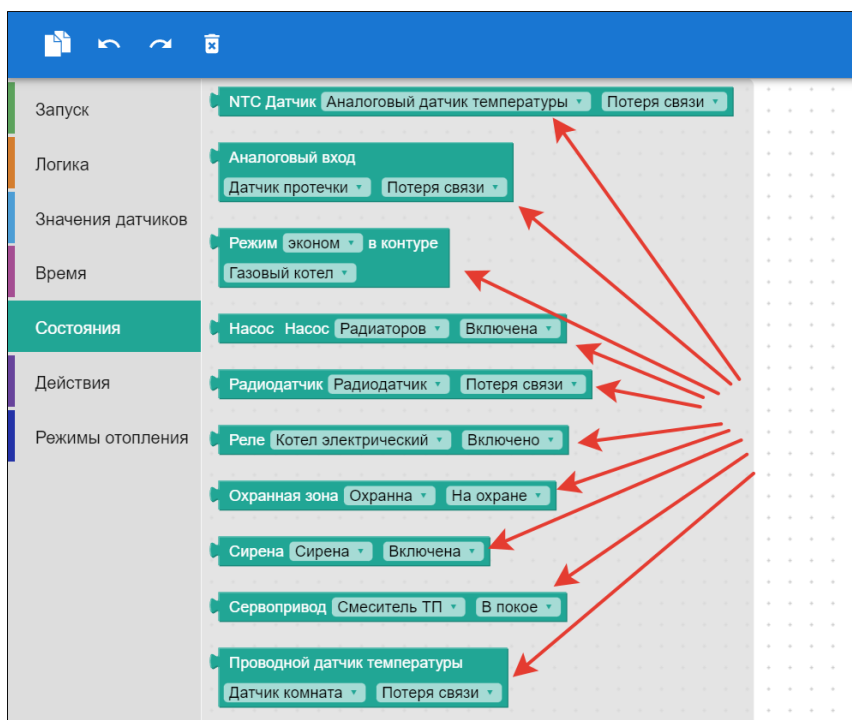 Запуск
Логика
Значения датчиков
Время
Состояния
Действия
Режимы отопления
NTC Датчик Аналоговый датчик температуры Потеря связи
Аналоговый вход
Датчик протечки Потеря связи
Режим эконом в контуре
Газовый котел
Насос Насос Радиаторов Включена
Радиодатчик Радиодатчик Потеря связи
Реле Котел электрический Включено
Охранная зона Охранна На охране
Сирена Сирена Включена
Сервопривод Смеситель ТП В покое
Проводной датчик температуры
Датчик комната Потеря связи